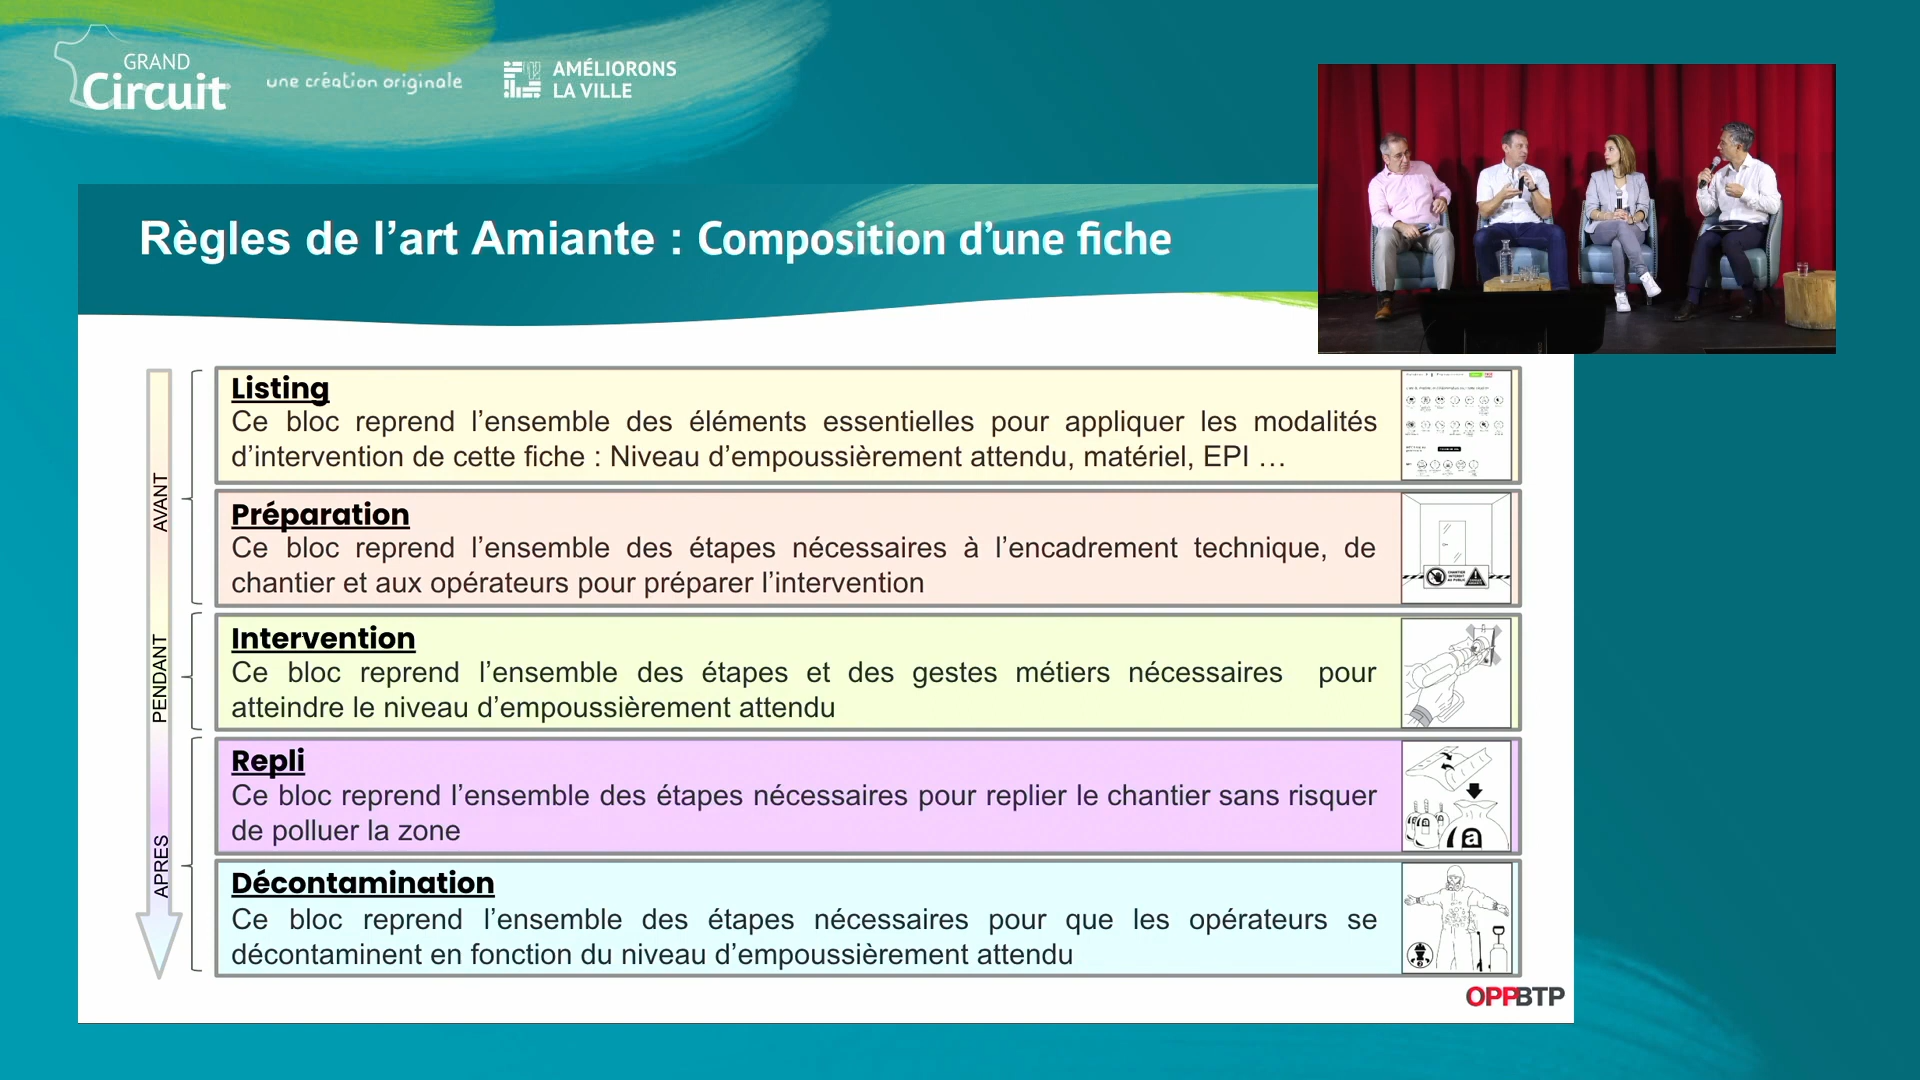 GRAND
Circuit
une création originale
AMÉLIORONS
LA VILLE
Règles de l’art Amiante : Composition d’une fiche
AVANT
PENDANT
APRES
Listing
Ce bloc reprend l’ensemble des éléments essentielles pour appliquer les modalités
d’intervention de cette fiche : Niveau d’empoussièrement attendu, matériel, EPI …
Préparation
Ce bloc reprend l’ensemble des étapes nécessaires à l’encadrement technique, de
chantier et aux opérateurs pour préparer l’intervention
CHANTIER
INTERDIT
AU PUBLIC
Intervention
Ce bloc reprend l’ensemble des étapes et des gestes métiers nécessaires pour
atteindre le niveau d’empoussièrement attendu
Repli
Ce bloc reprend l’ensemble des étapes nécessaires pour replier le chantier sans risquer
de polluer la zone
a
Décontamination
Ce bloc reprend l’ensemble des étapes nécessaires pour que les opérateurs se
décontaminent en fonction du niveau d’empoussièrement attendu
OPPBTP